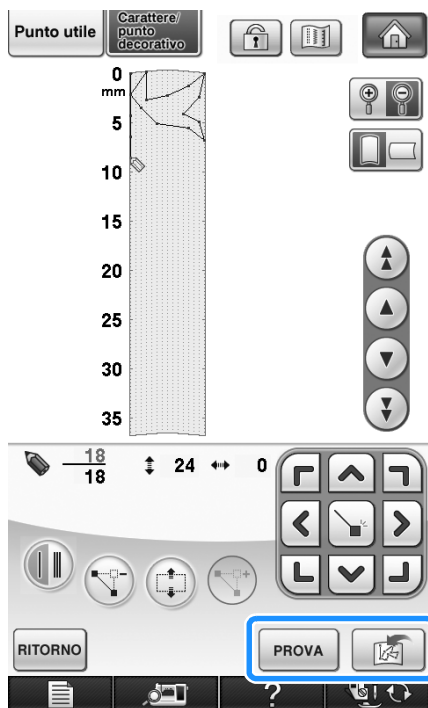 Punto utile
Carattere/
punto
decorativo
0
mm
5
10
15
20
25
30
35
18
18
24
0
RITORNO
PROVA
?